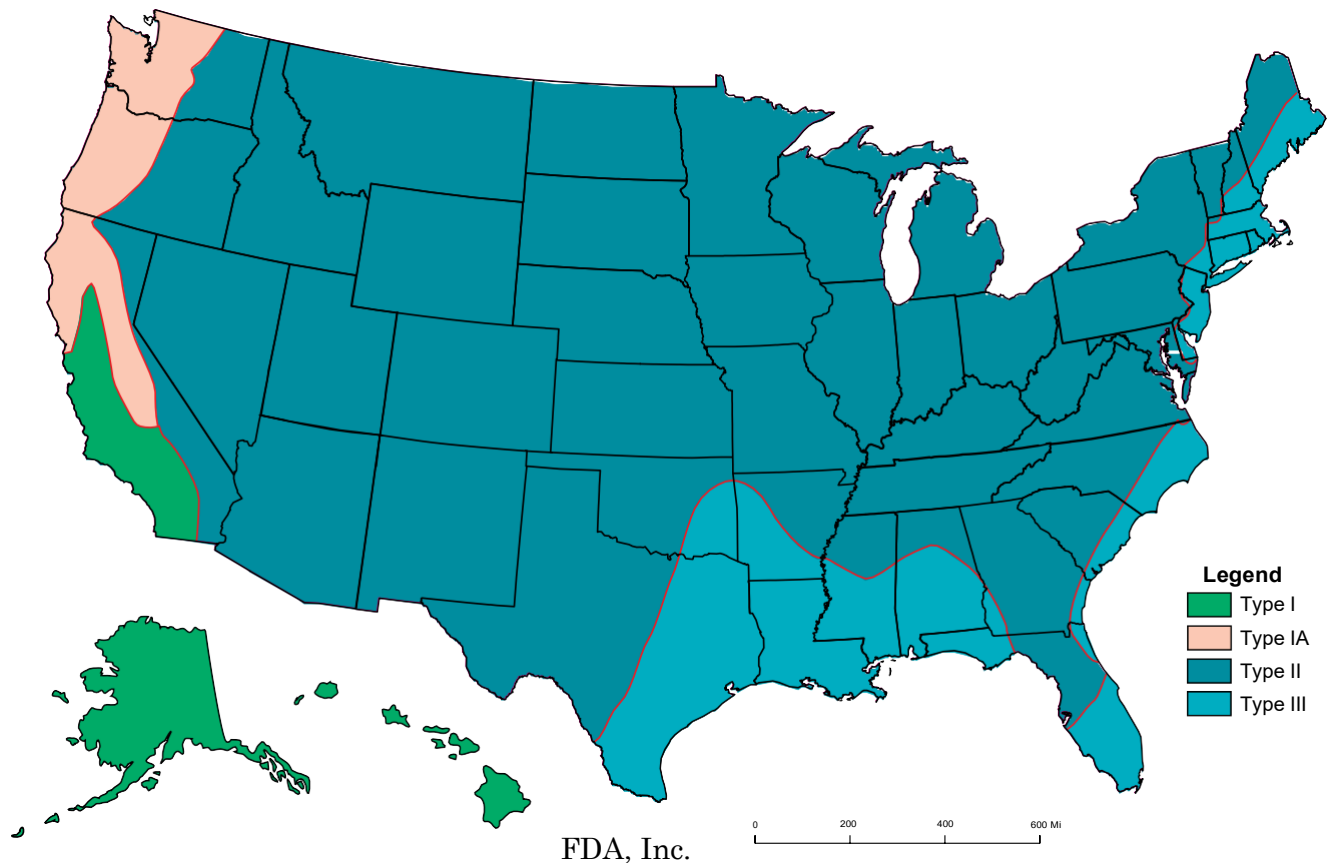 Legend
Type I
Type IA
Type II
Type III
0 200 400 600 Mi
FDA, Inc.